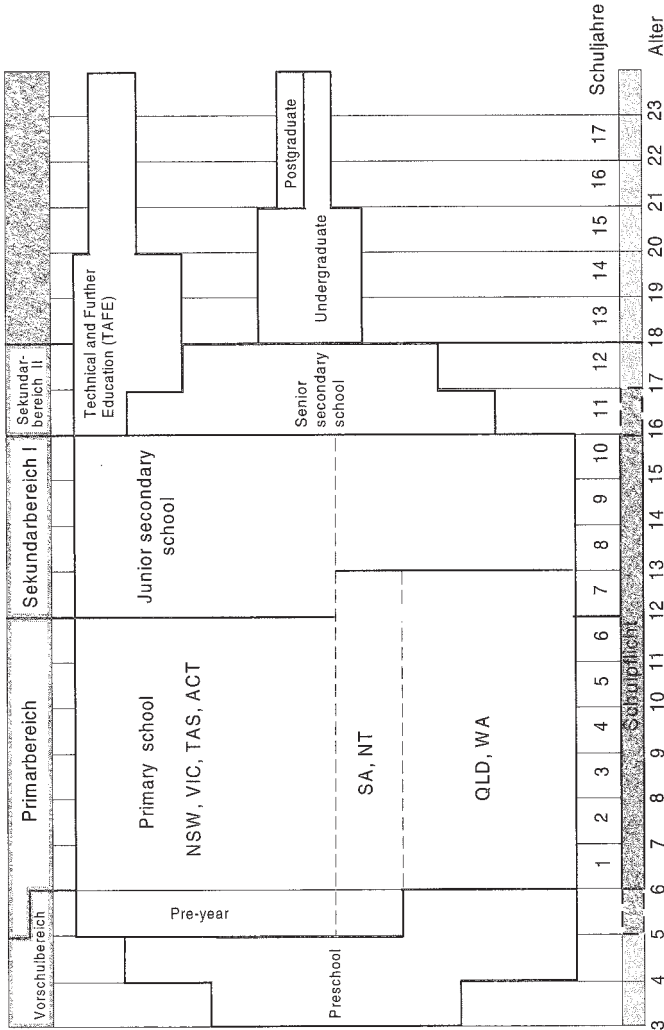 Vorschulbereich
Primarbereich
Sekundarbereich I
Sekundar-
bereich II
Preschool
Pre-year
Primary school
NSW, VIC, TAS, ACT
SA, NT
QLD, WA
Junior secondary
school
Senior
secondary
school
Technical and Further
Education (TAFE)
Undergraduate
Postgraduate
1 2 3 4 5 6 7 8 9 10 11 12 13 14 15 16 17 Schuljahre
Schulpflicht
3 4 5 6 7 8 9 10 11 12 13 14 15 16 17 18 19 20 21 22 23 Alter